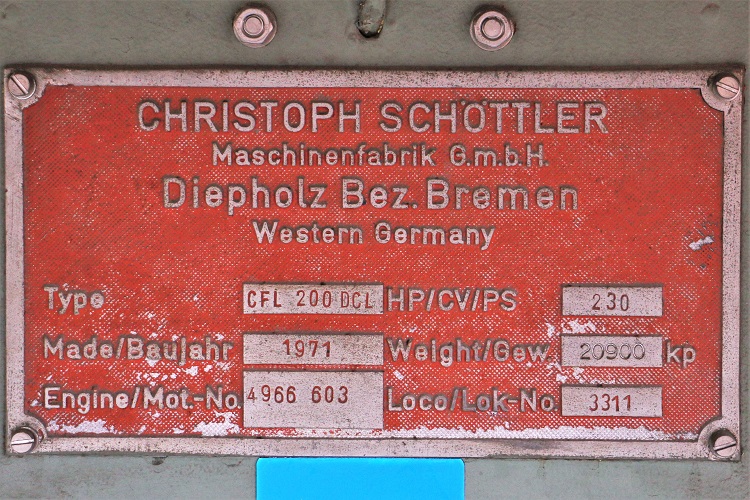 CHRISTOPH SCHÖTTLER
Maschinenfabrik G.m.b.H.
Diepholz Bez. Bremen
Western Germany
Type CFL 200 DCL HP/CV/PS 230
Made/Baujahr 1971 Weight/Gew. 20900 kp
Engine/Mot.-No. 4966 603 Loco/Lok-No. 3311